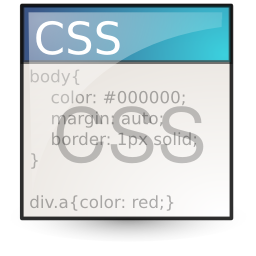 CSS
body{
    color: #000000;
    margin: auto;
    border: 1px solid;
}
CSS
div.a{color: red;}